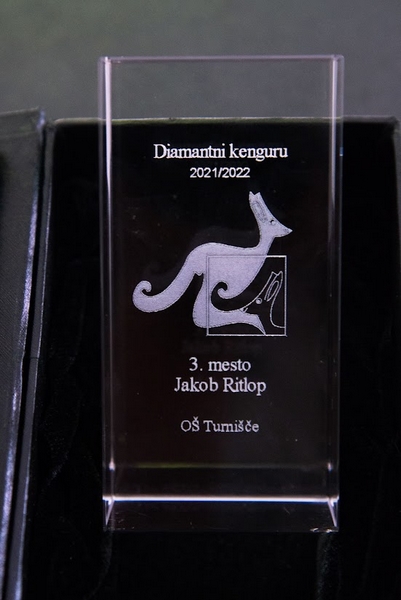 Diamantni kenguru
2021/2022
3. mesto
Jakob Ritlop
OŠ Turnišče